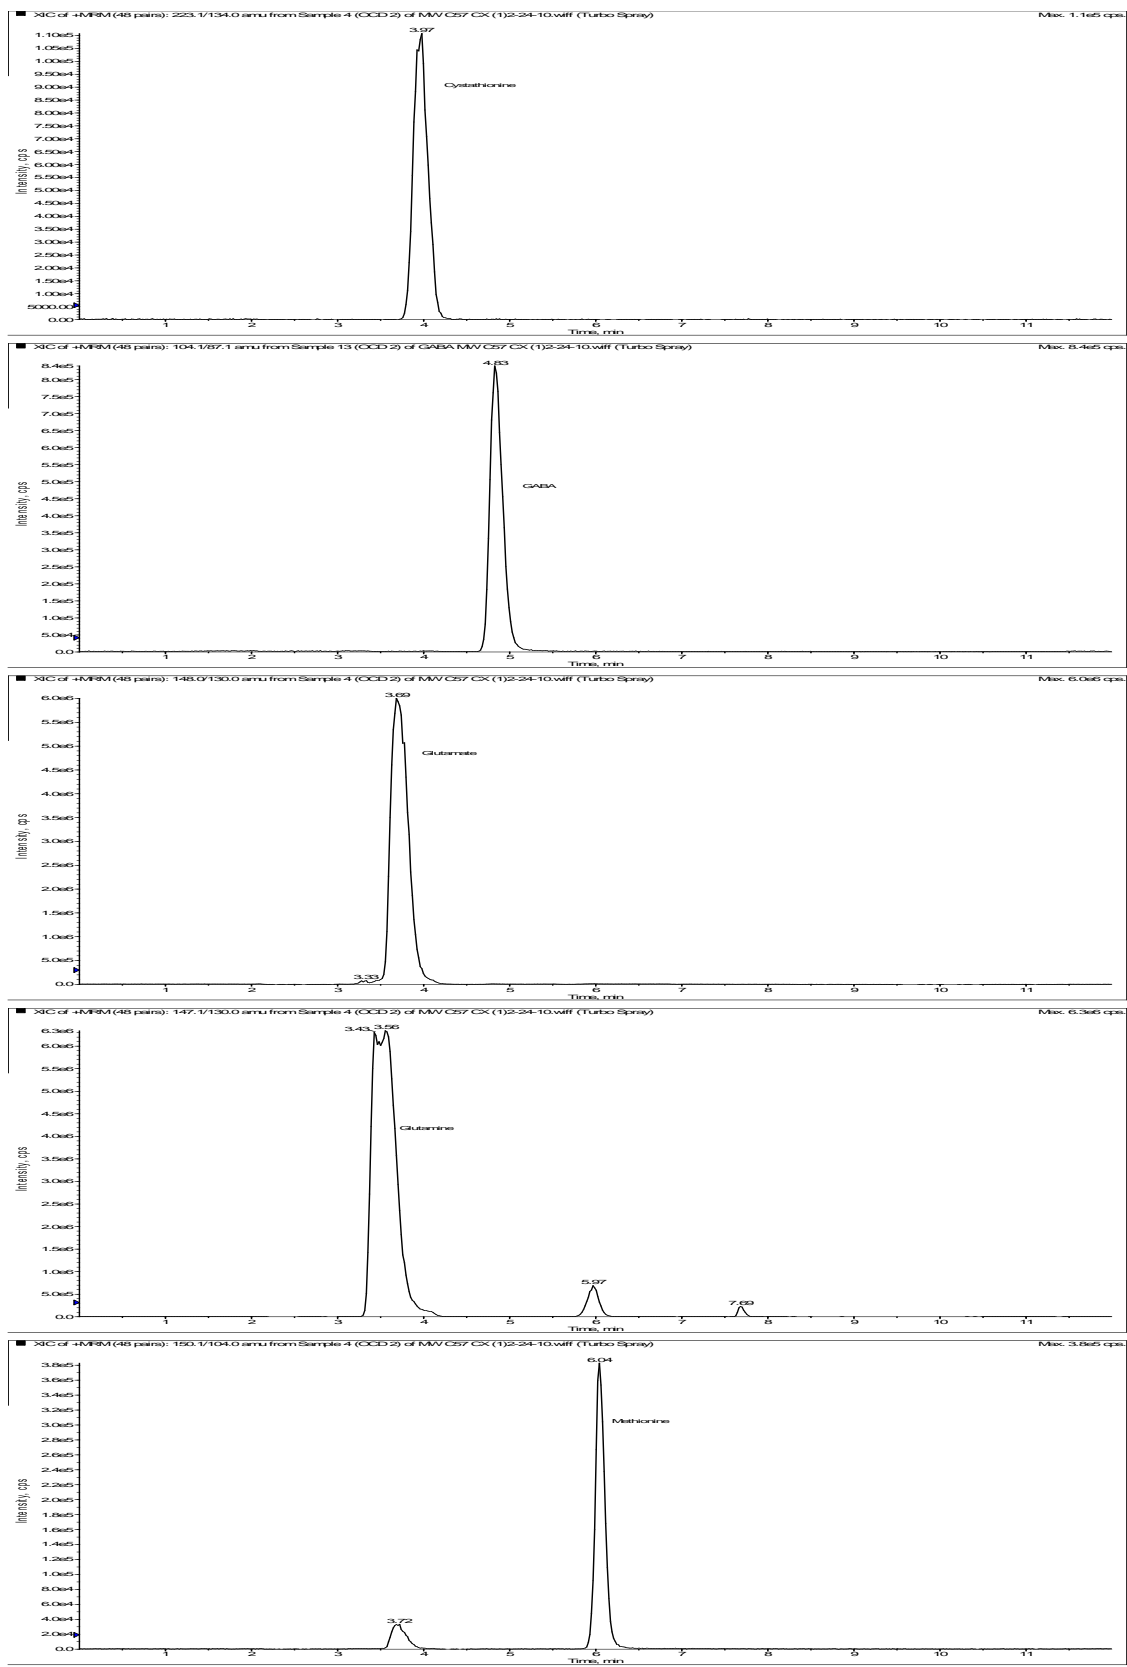 XIC of +MRM (48 pairs): 223.1/134.0 amu from Sample 4 (OCD 2) of MW C57 CX (1)2-24-10.wiff (Turbo Spray) Max. 1.1e5 cps.
3.97
1.10e5
1.05e5
1.00e5
9.50e4
Cystathionine
9.00e4
8.50e4
8.00e4
7.50e4
7.00e4
6.50e4
6.00e4
5.50e4
5.00e4
4.50e4
4.00e4
3.50e4
3.00e4
2.50e4
2.00e4
1.50e4
1.00e4
5000.00
0.00
Intensity, cps
1 2 3 4 5 6 7 8 9 10 11
Time, min
XIC of +MRM (48 pairs): 104.1/87.1 amu from Sample 13 (OCD 2) of GABA MW C57 CX (1)2-24-10.wiff (Turbo Spray) Max. 8.4e5 cps.
4.83
8.4e5
8.0e5
7.5e5
7.0e5
6.5e5
6.0e5
5.5e5
5.0e5
GABA
4.5e5
4.0e5
3.5e5
3.0e5
2.5e5
2.0e5
1.5e5
1.0e5
5.0e4
0.0
Intensity, cps
1 2 3 4 5 6 7 8 9 10 11
Time, min
XIC of +MRM (48 pairs): 148.0/130.0 amu from Sample 4 (OCD 2) of MW C57 CX (1)2-24-10.wiff (Turbo Spray) Max. 6.0e6 cps.
3.69
6.0e6
5.5e6
5.0e6
Glutamate
4.5e6
4.0e6
3.5e6
3.0e6
2.5e6
2.0e6
1.5e6
1.0e6
5.0e5
3.33
0.0
Intensity, cps
1 2 3 4 5 6 7 8 9 10 11
Time, min
XIC of +MRM (48 pairs): 147.1/130.0 amu from Sample 4 (OCD 2) of MW C57 CX (1)2-24-10.wiff (Turbo Spray) Max. 6.3e6 cps.
3.43 3.56
6.3e6
6.0e6
5.5e6
5.0e6
4.5e6
Glutamine
4.0e6
3.5e6
3.0e6
2.5e6
2.0e6
1.5e6
1.0e6
5.97
5.0e5
7.69
0.0
Intensity, cps
1 2 3 4 5 6 7 8 9 10 11
Time, min
XIC of +MRM (48 pairs): 150.1/104.0 amu from Sample 4 (OCD 2) of MW C57 CX (1)2-24-10.wiff (Turbo Spray) Max. 3.8e5 cps.
6.04
3.8e5
3.6e5
3.4e5
3.2e5
Methionine
3.0e5
2.8e5
2.6e5
2.4e5
2.2e5
2.0e5
1.8e5
1.6e5
1.4e5
1.2e5
1.0e5
8.0e4
6.0e4
4.0e4
3.72
2.0e4
0.0
Intensity, cps
1 2 3 4 5 6 7 8 9 10 11
Time, min